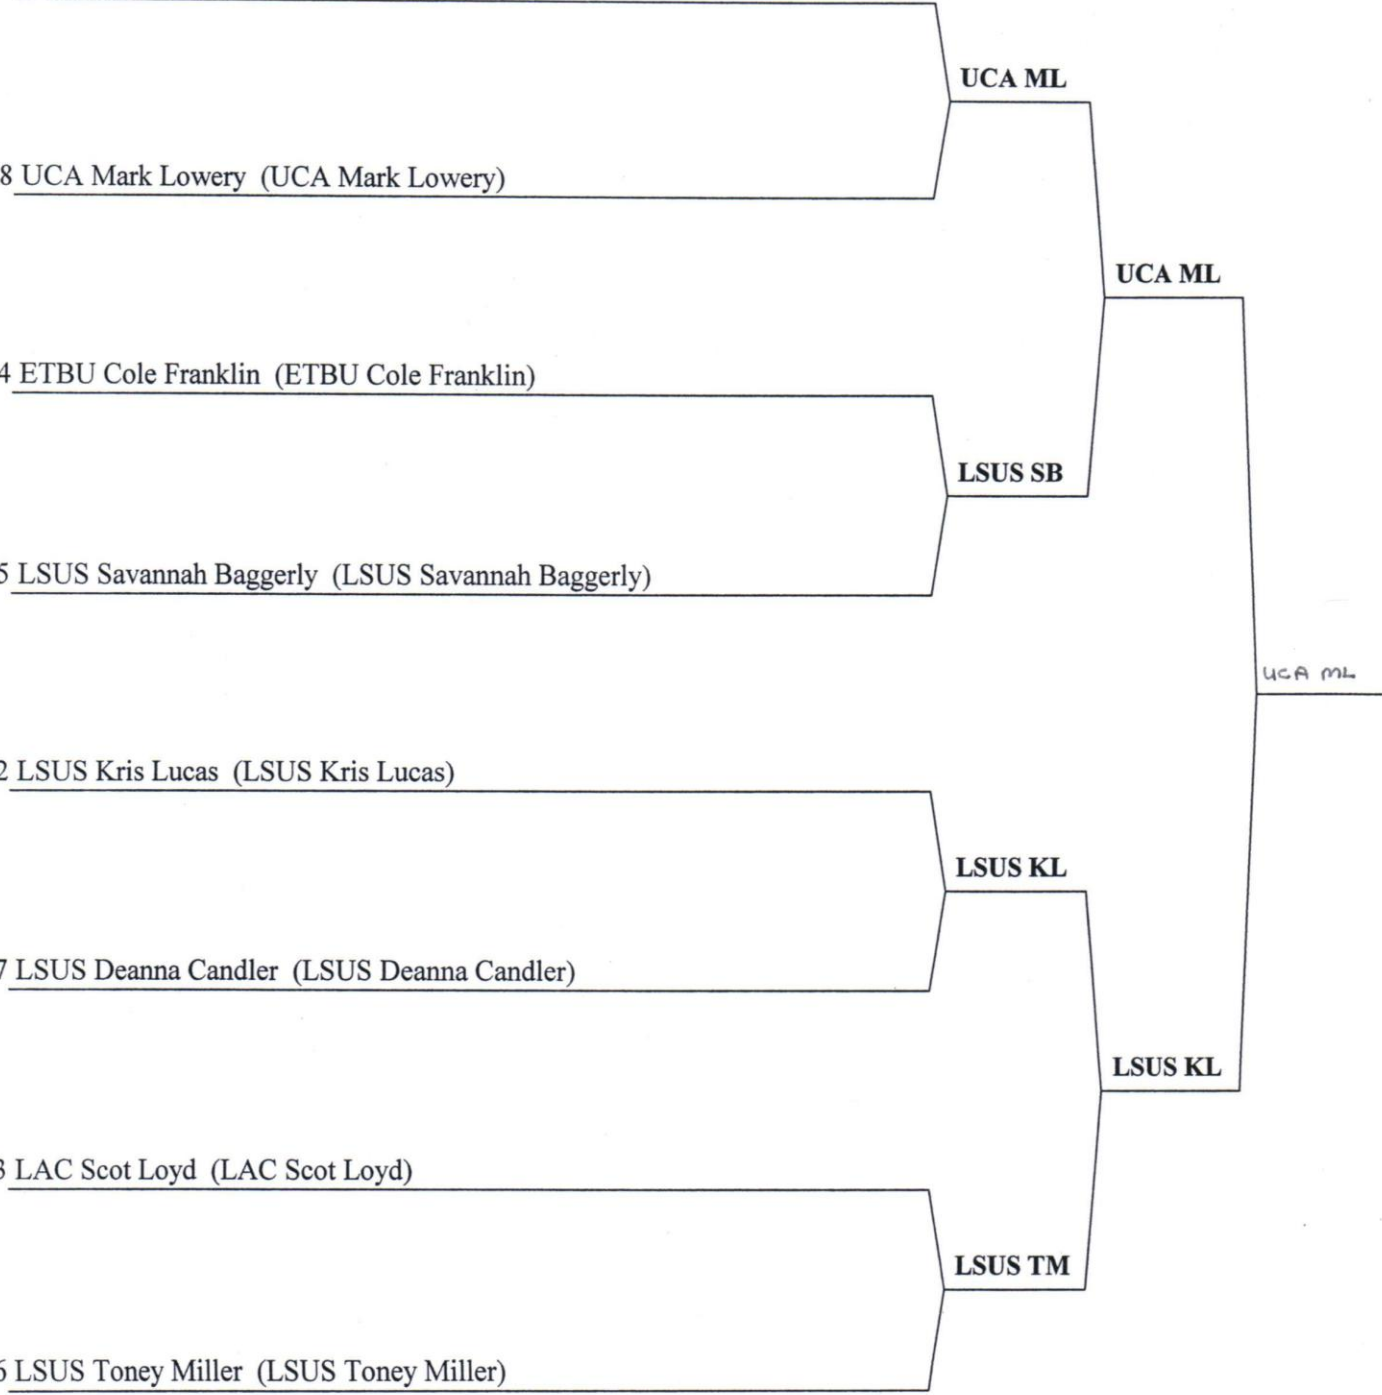 UCA ML
8 UCA Mark Lowery (UCA Mark Lowery)
UCA ML
4 ETBU Cole Franklin (ETBU Cole Franklin)
LSUS SB
5 LSUS Savannah Baggerly (LSUS Savannah Baggerly)
UCA ML
2 LSUS Kris Lucas (LSUS Kris Lucas)
LSUS KL
7 LSUS Deanna Candler (LSUS Deanna Candler)
LSUS KL
3 LAC Scot Loyd (LAC Scot Loyd)
LSUS TM
6 LSUS Toney Miller (LSUS Toney Miller)